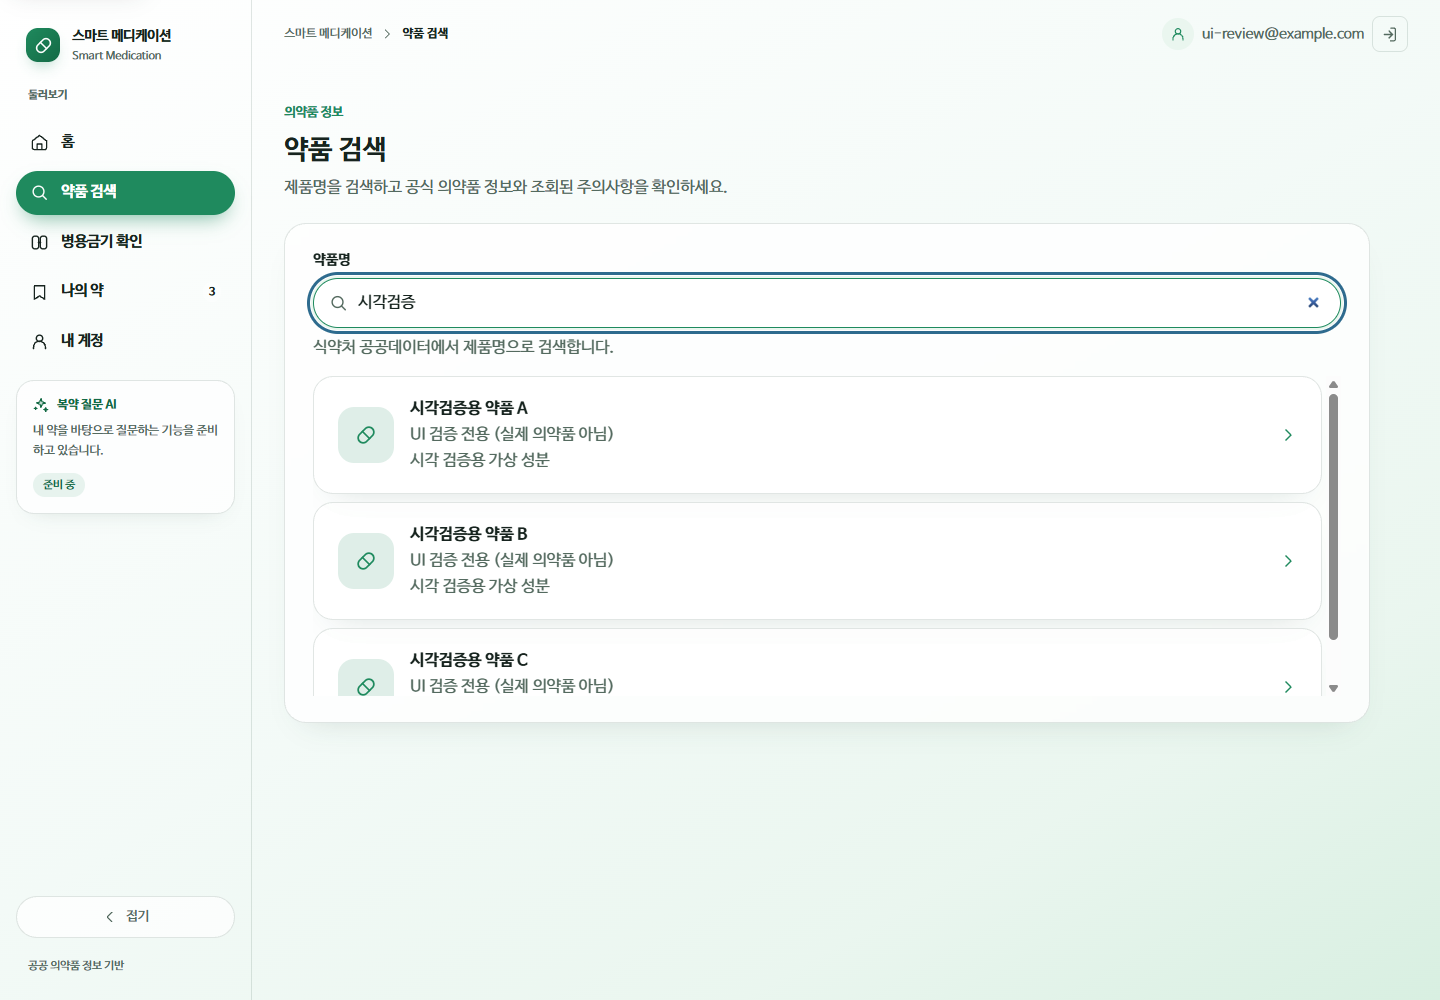 스마트 메디케이션
Smart Medication
둘러보기
홈
약품 검색
병용금기 확인
나의 약 3
내 계정
복약 질문 AI
내 약을 바탕으로 질문하는 기능을 준비
하고 있습니다.
준비 중
접기
공공 의약품 정보 기반
스마트 메디케이션 > 약품 검색
ui-review@example.com
의약품 정보
약품 검색
제품명을 검색하고 공식 의약품 정보와 조회된 주의사항을 확인하세요.
약품명
시각검증
식약처 공공데이터에서 제품명으로 검색합니다.
시각검증용 약품 A
UI 검증 전용 (실제 의약품 아님)
시각 검증용 가상 성분
시각검증용 약품 B
UI 검증 전용 (실제 의약품 아님)
시각 검증용 가상 성분
시각검증용 약품 C
UI 검증 전용 (실제 의약품 아님)